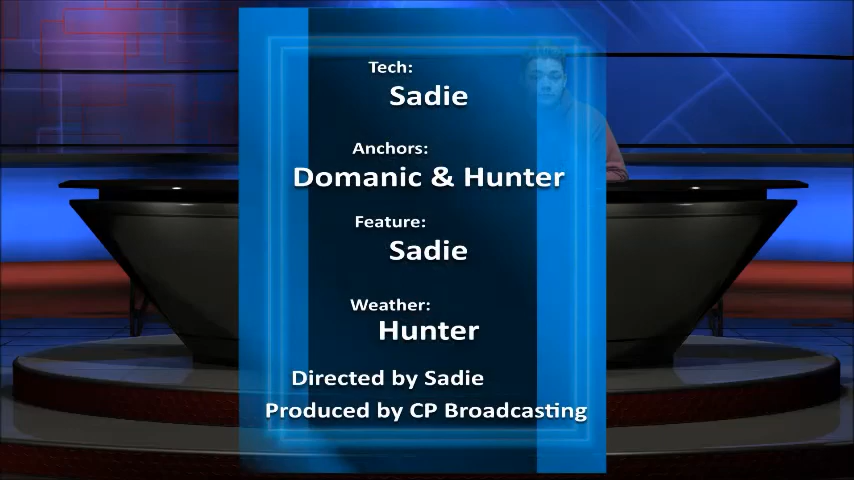 Tech:
Sadie
Anchors:
Domanic & Hunter
Feature:
Sadie
Weather:
Hunter
Directed by Sadie
Produced by CP Broadcasting